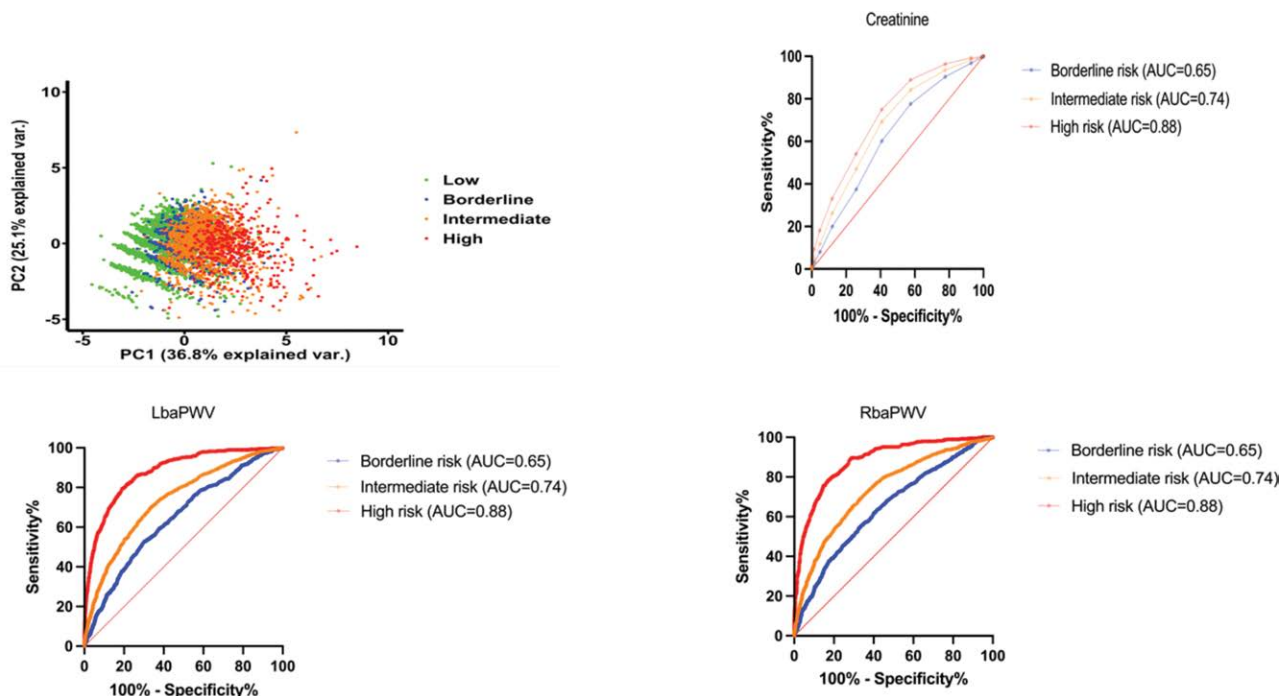 PC2 (25.1% explained var.)
10
5
0
-5
-5
0
5
10
PC1 (36.8% explained var.)
Low
Borderline
Intermediate
High
Creatinine
Sensitivity%
100
80
60
40
20
0
0
20
40
60
80
100
100% - Specificity%
Borderline risk (AUC=0.65)
Intermediate risk (AUC=0.74)
High risk (AUC=0.88)
LbaPWV
Sensitivity%
100
80
60
40
20
0
0
20
40
60
80
100
100% - Specificity%
Borderline risk (AUC=0.65)
Intermediate risk (AUC=0.74)
High risk (AUC=0.88)
RbaPWV
Sensitivity%
100
80
60
40
20
0
0
20
40
60
80
100
100% - Specificity%
Borderline risk (AUC=0.65)
Intermediate risk (AUC=0.74)
High risk (AUC=0.88)